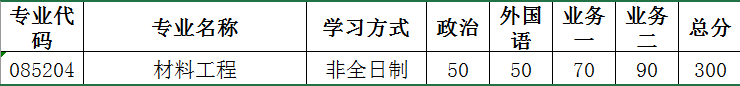 专业代码 专业名称 学习方式 政治 外国语 业务一 业务二 总分
085204 材料工程 非全日制 50 50 70 90 300